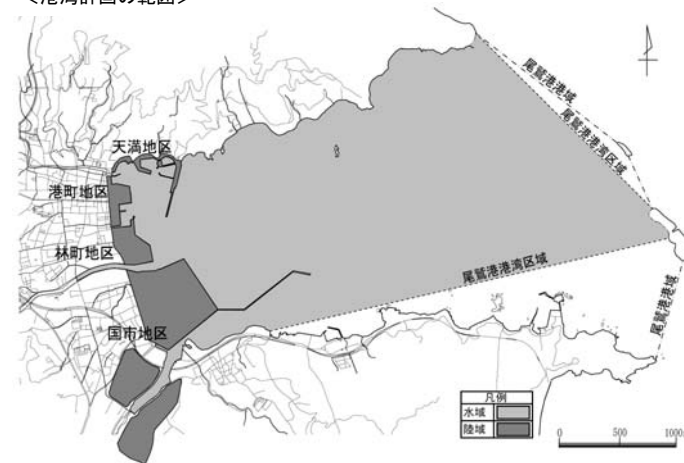 ＜港湾計画の範囲＞
尾鷲港港域
尾鷲港港湾区域
天満地区
港町地区
林町地区
尾鷲港港湾区域
尾鷲港港域
国市地区
凡例
水域
陸域
0 500 1000